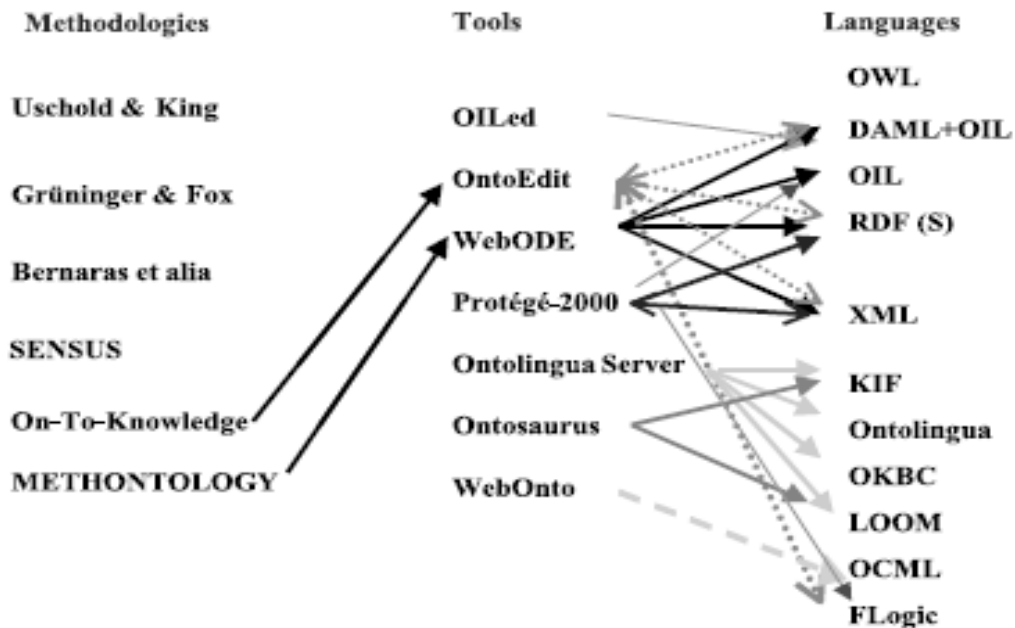 Methodologies
Tools
Languages
Uschold & King
Grüninger & Fox
Bernaras et alia
SENSUS
On-To-Knowledge
METHONTOLOGY
OILed
OntoEdit
WebODE
Protégé-2000
Ontolingua Server
Ontosaurus
WebOnto
OWL
DAML+OIL
OIL
RDF (S)
XML
KIF
Ontolingua
OKBC
LOOM
OCML
FLogic